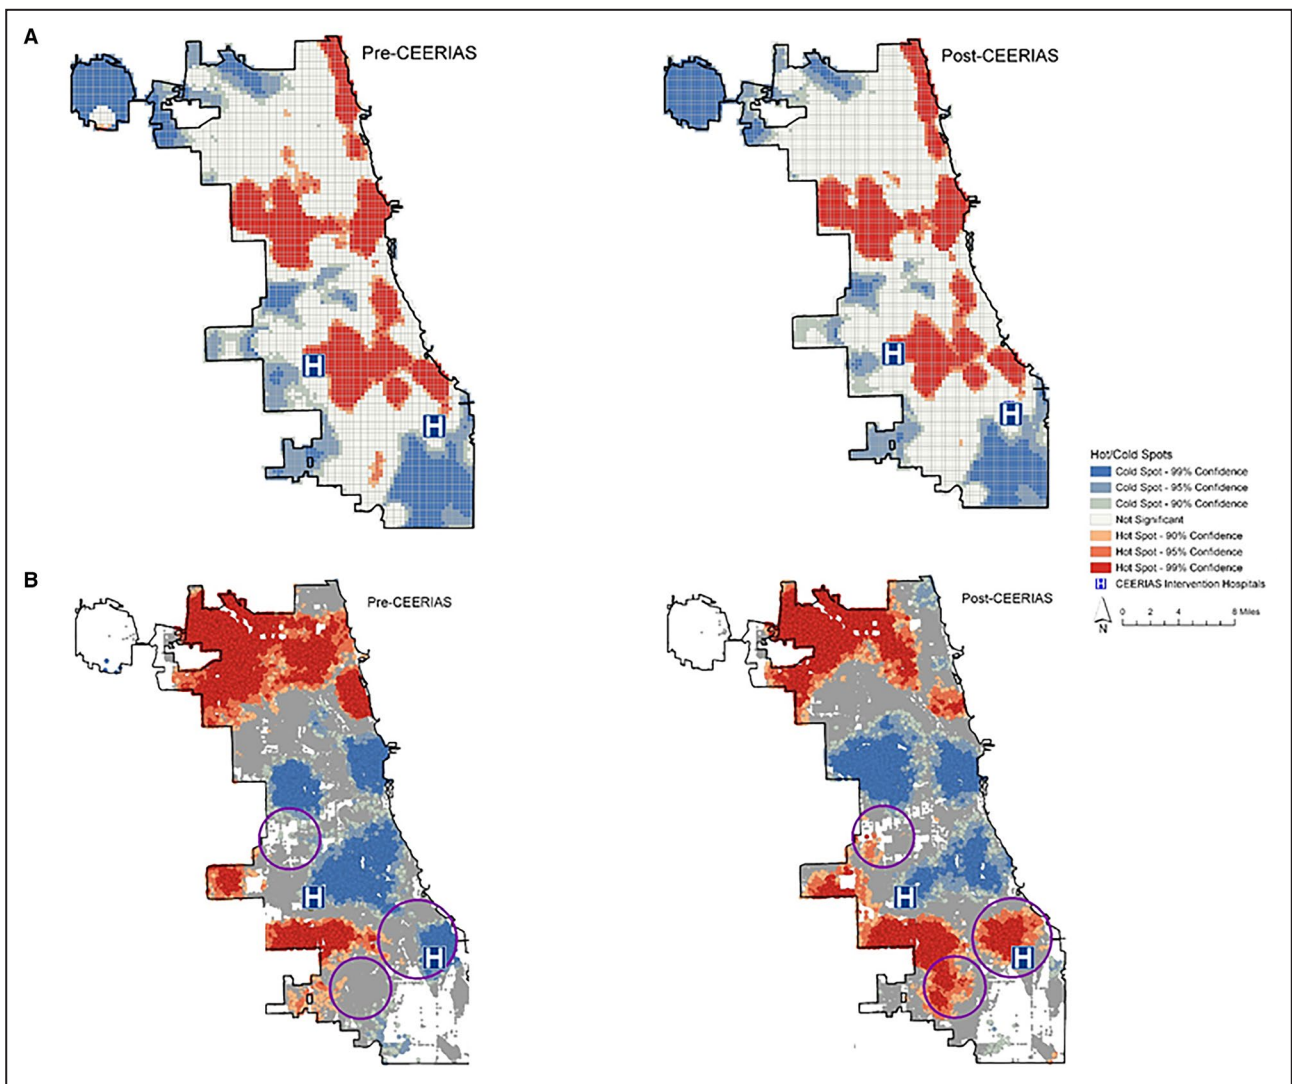 A
Pre-CEERIAS
Post-CEERIAS
H
H
H
H
Hot/Cold Spots
Cold Spot - 99% Confidence
Cold Spot - 95% Confidence
Cold Spot - 90% Confidence
Not Significant
Hot Spot - 90% Confidence
Hot Spot - 95% Confidence
Hot Spot - 99% Confidence
H CEERIAS Intervention Hospitals
N
0 2 4 8 Miles
B
Pre-CEERIAS
Post-CEERIAS
H
H
H
H